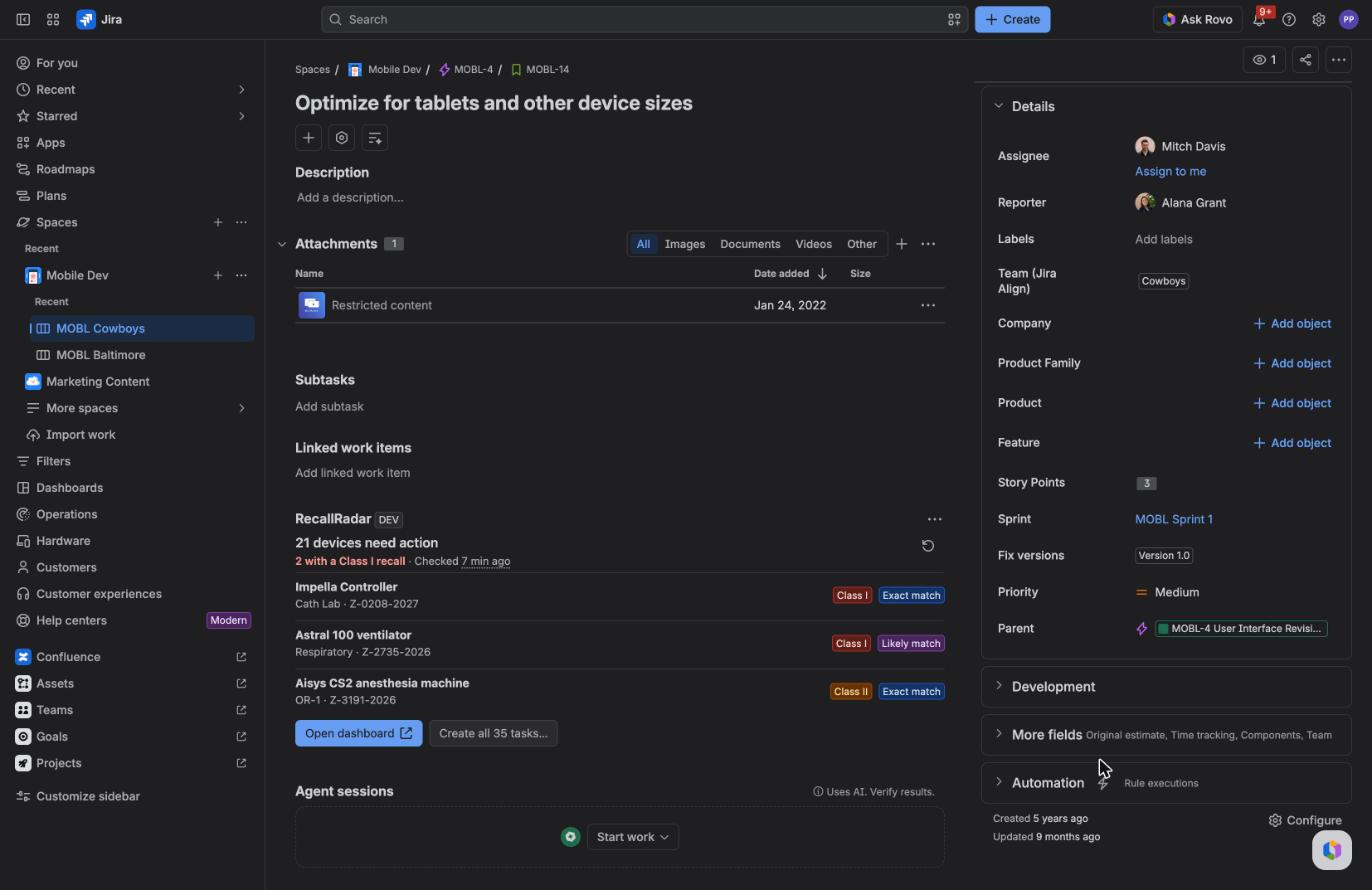 Jira
Search
Create
Ask Rovo
9+
PP
For you
Recent
Starred
Apps
Roadmaps
Plans
Spaces
Recent
Mobile Dev
Recent
MOBL Cowboys
MOBL Baltimore
Marketing Content
More spaces
Import work
Filters
Dashboards
Operations
Hardware
Customers
Customer experiences
Help centers Modern
Confluence
Assets
Teams
Goals
Projects
Customize sidebar
Spaces / Mobile Dev / MOBL-4 / MOBL-14
Optimize for tablets and other device sizes
Description
Add a description...
Attachments 1
All Images Documents Videos Other
Name Date added Size
Restricted content Jan 24, 2022
Subtasks
Add subtask
Linked work items
Add linked work item
RecallRadar DEV
21 devices need action
2 with a Class I recall · Checked 7 min ago
Impella Controller
Cath Lab · Z-0208-2027
Class I Exact match
Astral 100 ventilator
Respiratory · Z-2735-2026
Class I Likely match
Aisys CS2 anesthesia machine
OR-1 · Z-3191-2026
Class II Exact match
Open dashboard Create all 35 tasks...
Agent sessions
Uses AI. Verify results.
Start work
1
Details
Assignee Mitch Davis
Assign to me
Reporter Alana Grant
Labels Add labels
Team (Jira
Align)
Cowboys
Company Add object
Product Family Add object
Product Add object
Feature Add object
Story Points 3
Sprint MOBL Sprint 1
Fix versions Version 1.0
Priority Medium
Parent MOBL-4 User Interface Revisi...
Development
More fields Original estimate, Time tracking, Components, Team
Automation Rule executions
Created 5 years ago
Configure
Updated 9 months ago